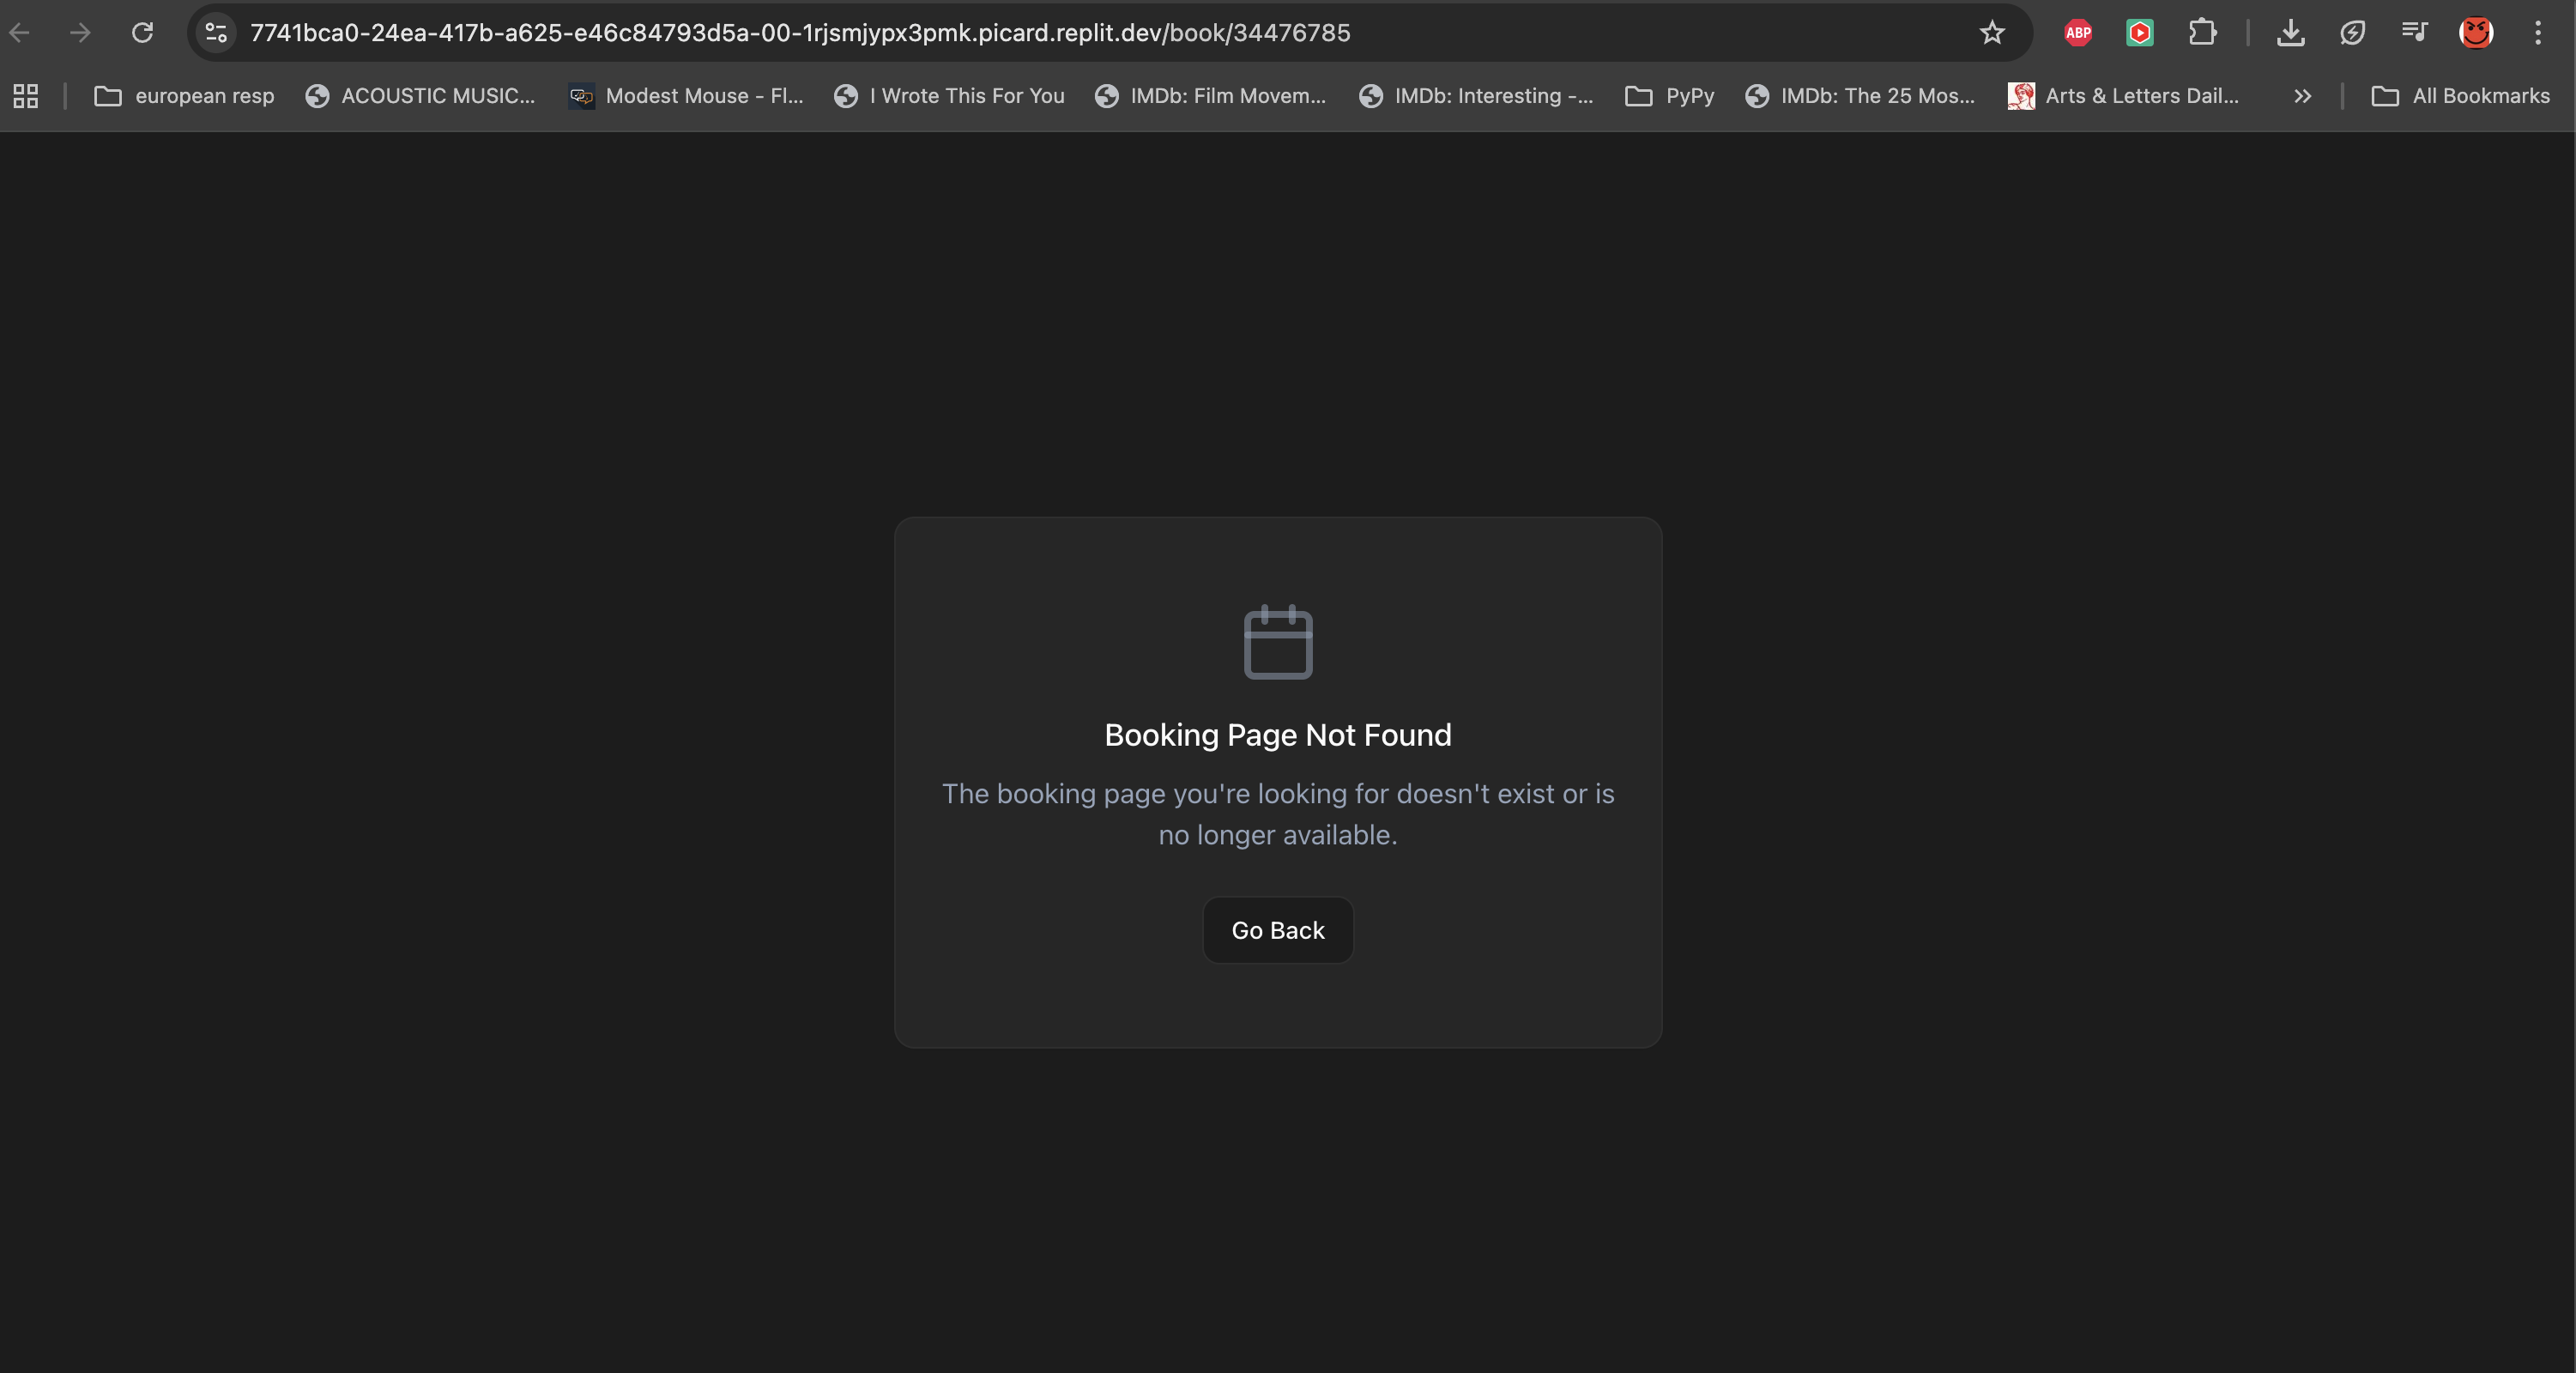 7741bca0-24ea-417b-a625-e46c84793d5a-00-1rjsmjypx3pmk.picard.replit.dev/book/34476785
ABP
european resp
ACOUSTIC MUSIC...
Modest Mouse - Fl...
I Wrote This For You
IMDb: Film Movem...
IMDb: Interesting -...
PyPy
IMDb: The 25 Mos...
Arts & Letters Dail...
All Bookmarks
Booking Page Not Found
The booking page you're looking for doesn't exist or is
no longer available.
Go Back